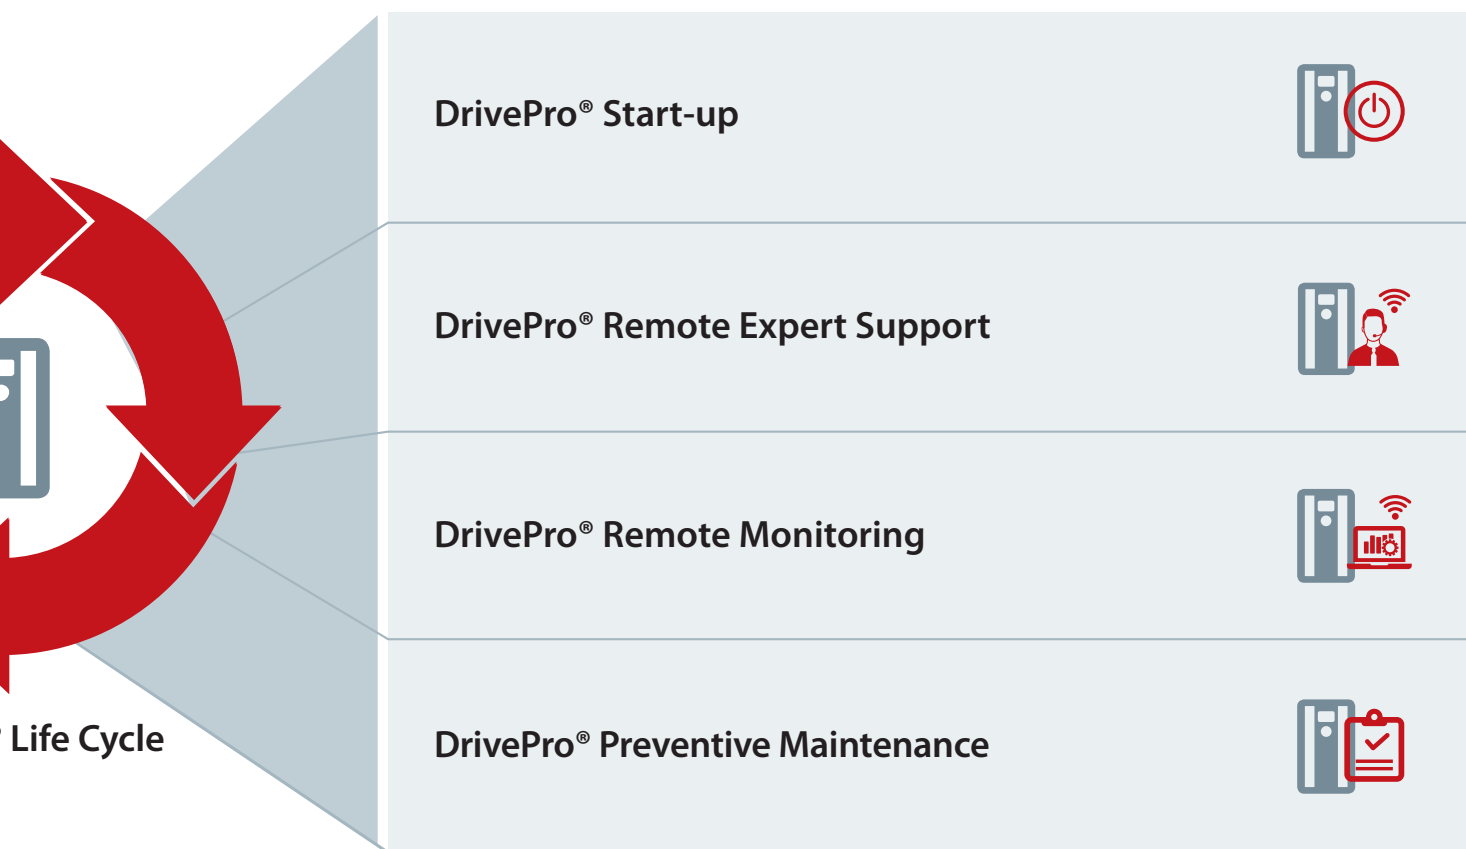 DrivePro® Start-up
DrivePro® Remote Expert Support
DrivePro® Remote Monitoring
® Life Cycle
DrivePro® Preventive Maintenance